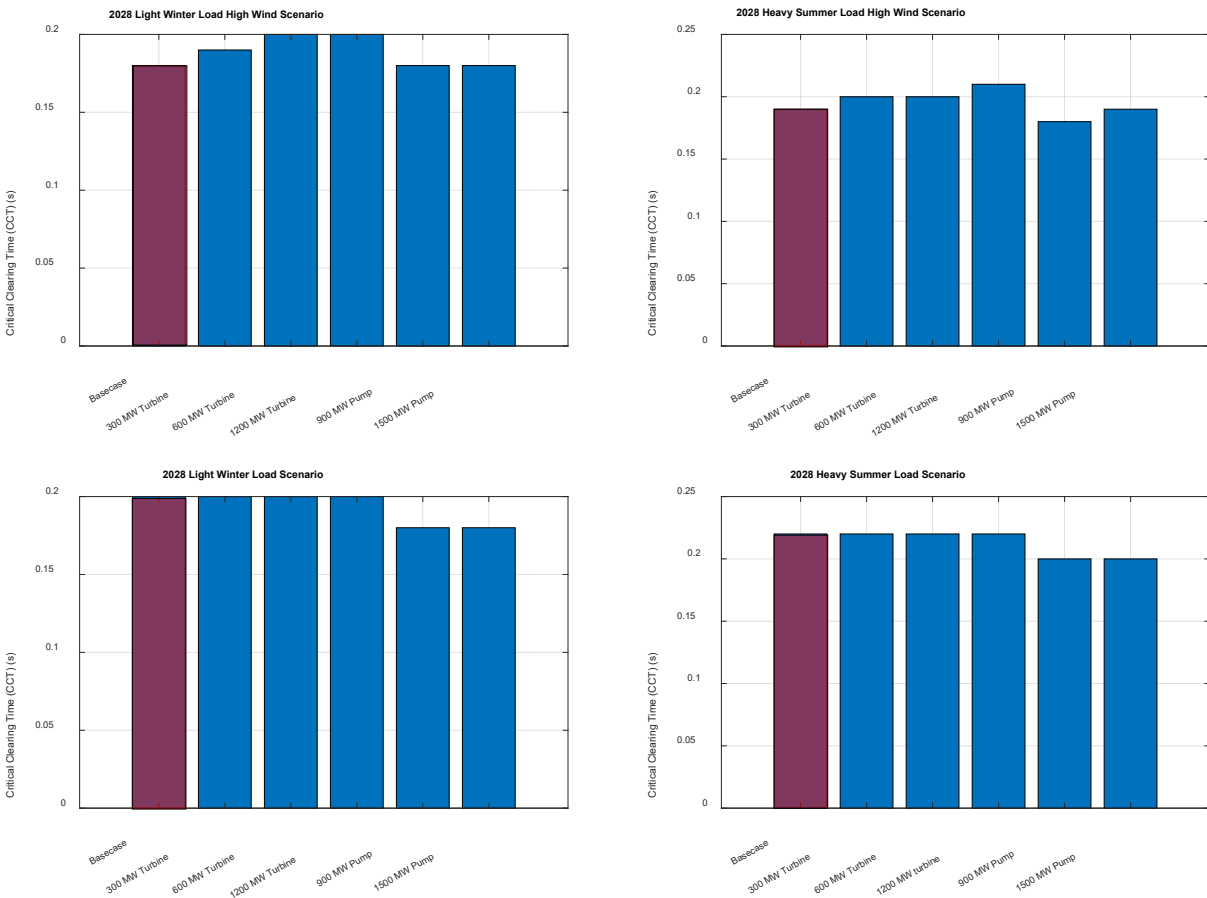 2028 Light Winter Load High Wind Scenario
0.2
0.15
0.1
0.05
0
Critical Clearing Time (CCT) (s)
Basecase
300 MW Turbine
600 MW Turbine
1200 MW Turbine
900 MW Pump
1500 MW Pump
2028 Heavy Summer Load High Wind Scenario
0.25
0.2
0.15
0.1
0.05
0
Critical Clearing Time (CCT) (s)
Basecase
300 MW Turbine
600 MW Turbine
1200 MW Turbine
900 MW Pump
1500 MW Pump
2028 Light Winter Load Scenario
0.2
0.15
0.1
0.05
0
Critical Clearing Time (CCT) (s)
Basecase
300 MW Turbine
600 MW Turbine
1200 MW Turbine
900 MW Pump
1500 MW Pump
2028 Heavy Summer Load Scenario
0.25
0.2
0.15
0.1
0.05
0
Critical Clearing Time (CCT) (s)
Basecase
300 MW Turbine
600 MW Turbine
1200 MW turbine
900 MW Pump
1500 MW Pump